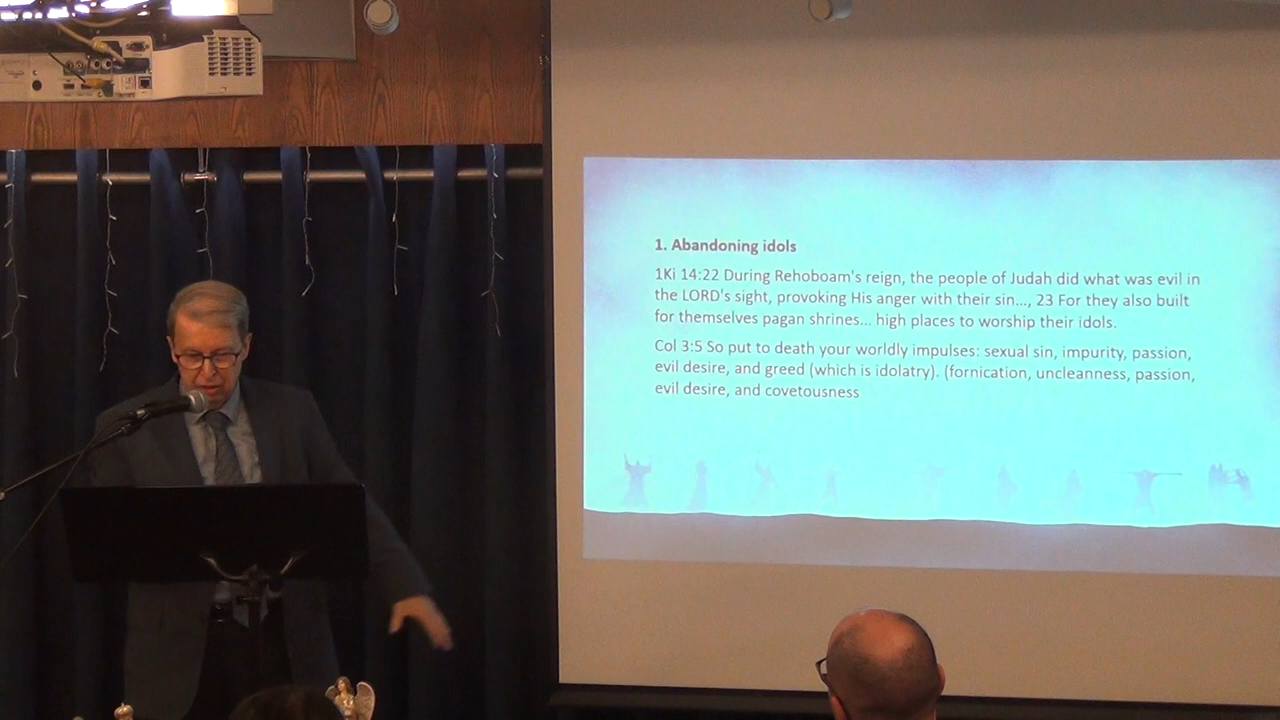 1. Abandoning idols
1Ki 14:22 During Rehoboam's reign, the people of Judah did what was evil in
the LORD's sight, provoking His anger with their sin..., 23 For they also built
for themselves pagan shrines... high places to worship their idols.
Col 3:5 So put to death your worldly impulses: sexual sin, impurity, passion,
evil desire, and greed (which is idolatry). (fornication, uncleanness, passion,
evil desire, and covetousness